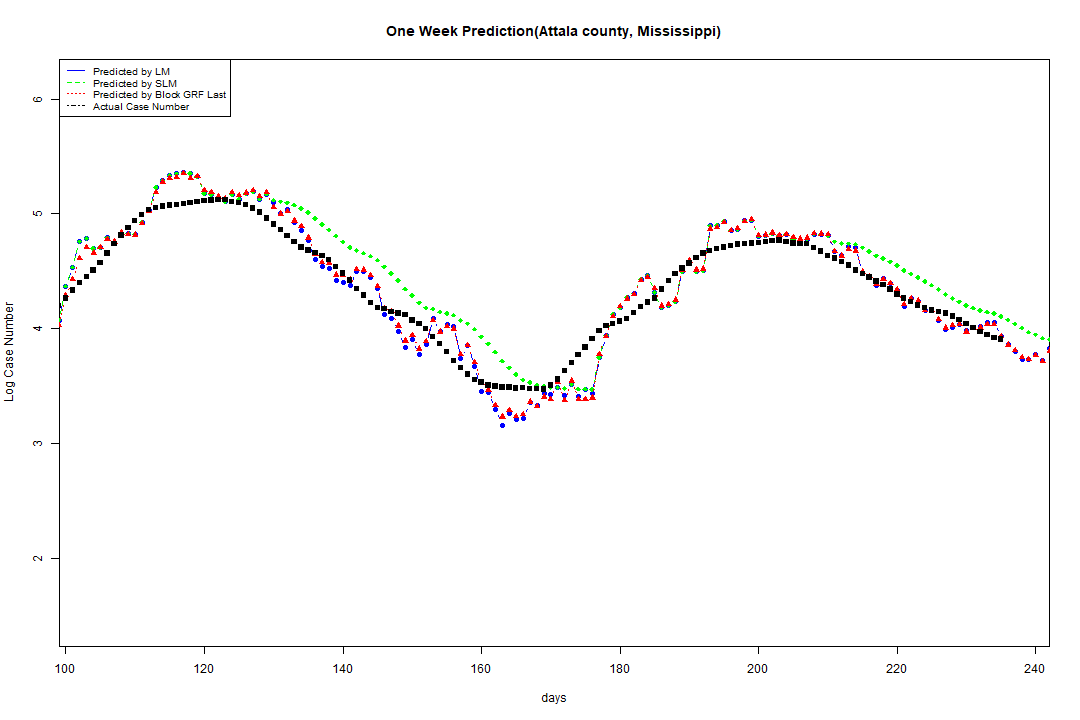 One Week Prediction(Attala county, Mississippi)
Predicted by LM
Predicted by SLM
Predicted by Block GRF Last
Actual Case Number
6
5
4
3
2
Log Case Number
100 120 140 160 180 200 220 240
days